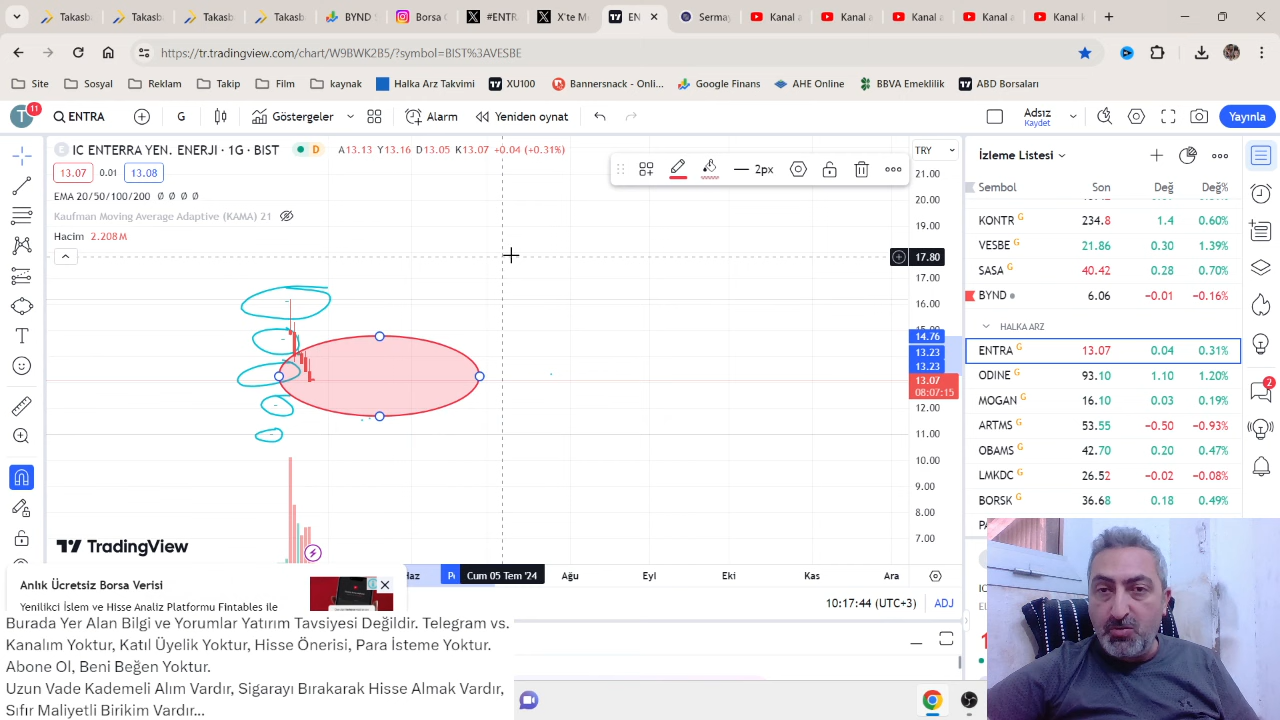 Takasb
Takasb
Takasb
Takasb
BYND S
Borsa G
#ENTR
X'te M
EN
Sermay
Kanal a
Kanal a
Kanal a
Kanal a
Kanal i
https://tradingview.com/chart/W9BWK2B5/?symbol=BIST%3AVESBE
Site
Sosyal
Reklam
Takip
Film
kaynak
Halka Arz Takvimi
XU100
Bannersnack - Onli...
Google Finans
AHE Online
BBVA Emeklilik
ABD Borsaları
T
11
ENTRA
G
Göstergeler
Alarm
Yeniden oynat
Adsız
Kaydet
Yayınla
IC ENTERRA YEN. ENERJI · 1G · BIST
D
A13.13 Y13.16 D13.05 K13.07 +0.04 (+0.31%)
13.07
0.01
13.08
EMA 20/50/100/200 Ø Ø Ø Ø
Kaufman Moving Average Adaptive (KAMA) 21
Hacim 2.208M
2px
TRY
21.00
20.00
19.00
17.80
17.00
16.00
15.00
14.76
13.23
13.23
13.07
08:07:15
12.00
11.00
10.00
9.00
8.00
7.00
TradingView
Haz
Cum 05 Tem '24
Ağu
Eyl
Eki
Kas
Ara
10:17:44 (UTC+3)
ADJ
İzleme Listesi
Sembol Son Değ Değ%
KONTR G 234.8 1.4 0.60%
VESBE G 21.86 0.30 1.39%
SASA G 40.42 0.28 0.70%
BYND 6.06 −0.01 −0.16%
HALKA ARZ
ENTRA G 13.07 0.04 0.31%
ODINE G 93.10 1.10 1.20%
MOGAN G 16.10 0.03 0.19%
ARTMS G 53.55 −0.50 −0.93%
OBAMS G 42.70 0.20 0.47%
LMKDC G 26.52 −0.02 −0.08%
BORSK G 36.68 0.18 0.49%
2
Anlık Ücretsiz Borsa Verisi
Yenilikçi İşlem ve Hisse Analiz Platformu Fintables ile
Burada Yer Alan Bilgi ve Yorumlar Yatırım Tavsiyesi Değildir. Telegram vs.
Kanalım Yoktur, Katıl Üyelik Yoktur, Hisse Önerisi, Para İsteme Yoktur.
Abone Ol, Beni Beğen Yoktur.
Uzun Vade Kademeli Alım Vardır, Sigarayı Bırakarak Hisse Almak Vardır,
Sıfır Maliyetli Birikim Vardır...